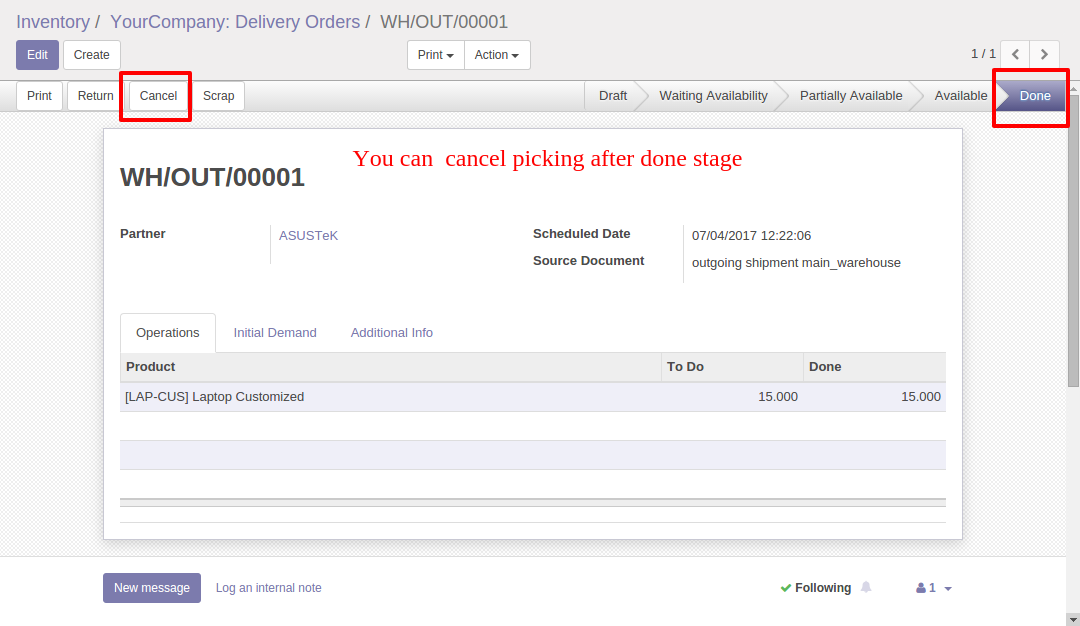 Inventory / YourCompany: Delivery Orders / WH/OUT/00001
Edit Create Print Action 1 / 1
Print Return Cancel Scrap Draft Waiting Availability Partially Available Available Done
You can cancel picking after done stage
WH/OUT/00001
Partner ASUSTeK Scheduled Date 07/04/2017 12:22:06
Source Document outgoing shipment main_warehouse
Operations Initial Demand Additional Info
Product To Do Done
[LAP-CUS] Laptop Customized 15.000 15.000
New message Log an internal note Following 1